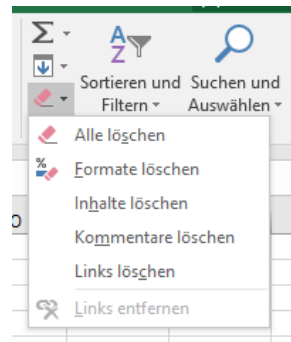 Σ
A
Z
Sortieren und Suchen und
Filtern Auswählen
Alle löschen
% Formate löschen
Inhalte löschen
Kommentare löschen
Links löschen
Links entfernen